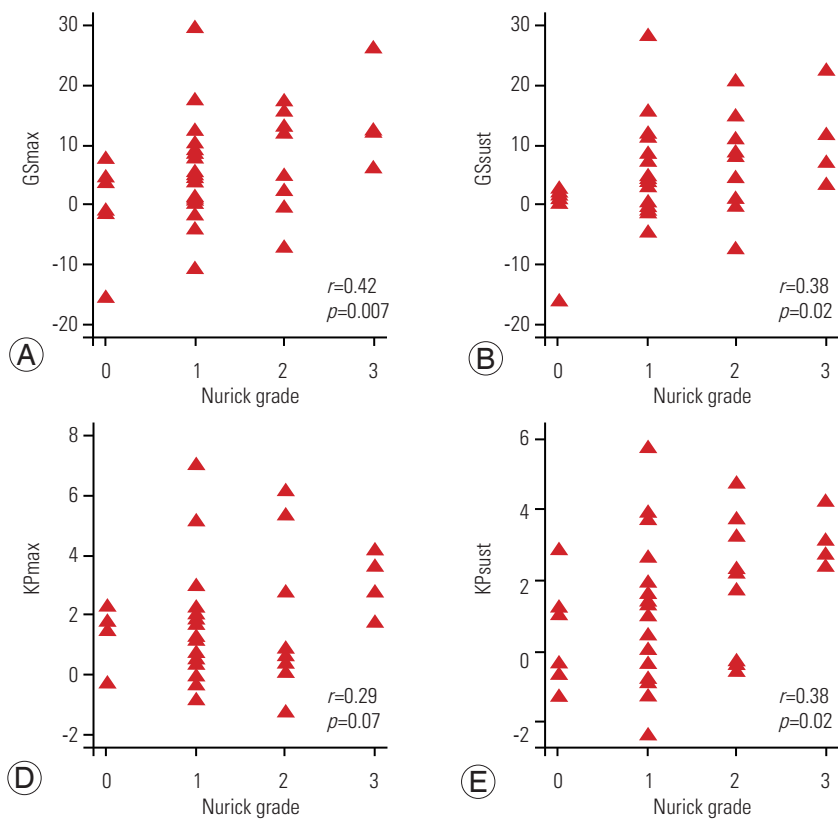 30
20
10
0
-10
-20
GSmax
r=0.42
p=0.007
A
0 1 2 3
Nurick grade
30
20
10
0
-10
-20
GSsust
r=0.38
p=0.02
B
0 1 2 3
Nurick grade
8
6
4
2
0
-2
KPmax
r=0.29
p=0.07
D
0 1 2 3
Nurick grade
6
4
2
0
-2
KPsust
r=0.38
p=0.02
E
0 1 2 3
Nurick grade